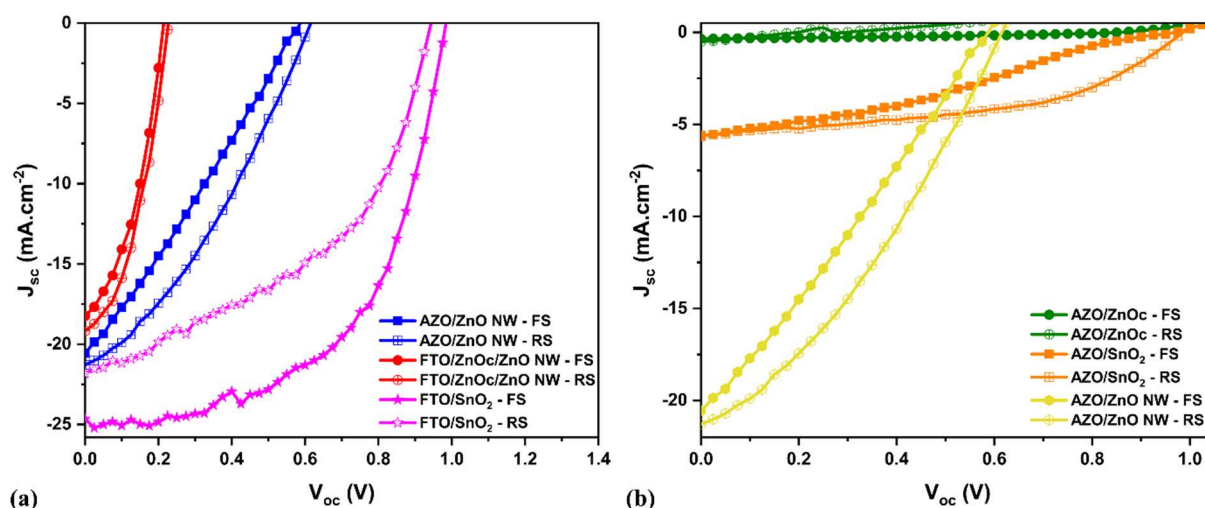 0
-5
-10
-15
-20
-25
J_sc (mA.cm⁻²)
AZO/ZnO NW - FS
AZO/ZnO NW - RS
FTO/ZnOc/ZnO NW - FS
FTO/ZnOc/ZnO NW - RS
FTO/SnO₂ - FS
FTO/SnO₂ - RS
0.0 0.2 0.4 0.6 0.8 1.0 1.2 1.4
V_oc (V)
(a)
0
-5
-10
-15
-20
J_sc (mA.cm⁻²)
AZO/ZnOc - FS
AZO/ZnOc - RS
AZO/SnO₂ - FS
AZO/SnO₂ - RS
AZO/ZnO NW - FS
AZO/ZnO NW - RS
0.0 0.2 0.4 0.6 0.8 1.0
V_oc (V)
(b)